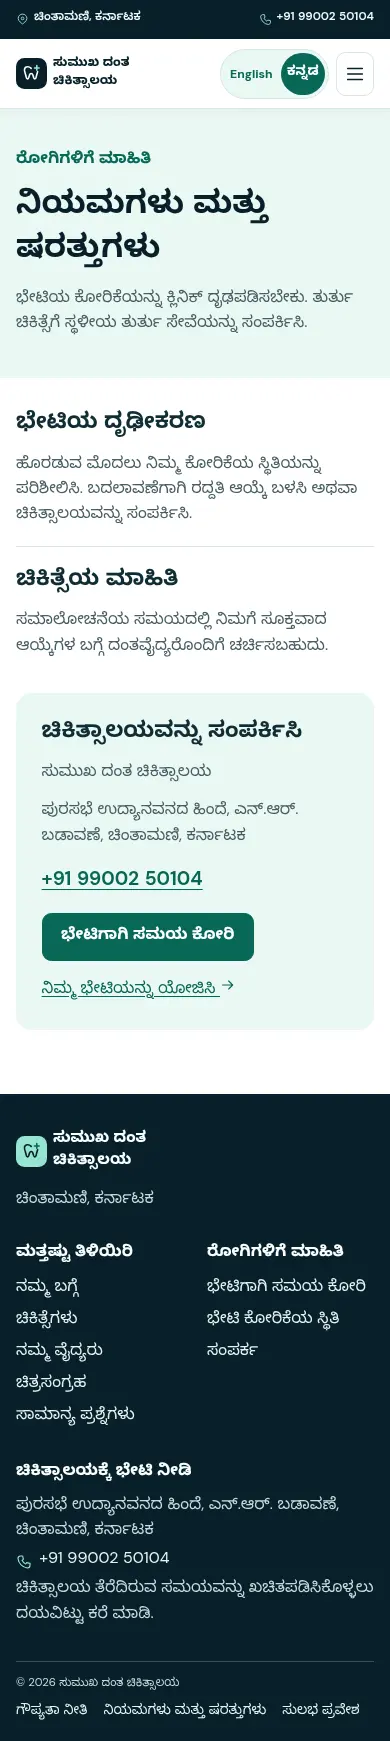 ಚಿಂತಾಮಣಿ, ಕರ್ನಾಟಕ
+91 99002 50104
ಸುಮುಖ ದಂತ
ಚಿಕಿತ್ಸಾಲಯ
English
ಕನ್ನಡ
ರೋಗಿಗಳಿಗೆ ಮಾಹಿತಿ
ನಿಯಮಗಳು ಮತ್ತು
ಷರತ್ತುಗಳು
ಭೇಟಿಯ ಕೋರಿಕೆಯನ್ನು ಕ್ಲಿನಿಕ್ ದೃಢಪಡಿಸಬೇಕು. ತುರ್ತು
ಚಿಕಿತ್ಸೆಗೆ ಸ್ಥಳೀಯ ತುರ್ತು ಸೇವೆಯನ್ನು ಸಂಪರ್ಕಿಸಿ.
ಭೇಟಿಯ ದೃಢೀಕರಣ
ಹೊರಡುವ ಮೊದಲು ನಿಮ್ಮ ಕೋರಿಕೆಯ ಸ್ಥಿತಿಯನ್ನು
ಪರಿಶೀಲಿಸಿ. ಬದಲಾವಣೆಗಾಗಿ ರದ್ದತಿ ಆಯ್ಕೆ ಬಳಸಿ ಅಥವಾ
ಚಿಕಿತ್ಸಾಲಯವನ್ನು ಸಂಪರ್ಕಿಸಿ.
ಚಿಕಿತ್ಸೆಯ ಮಾಹಿತಿ
ಸಮಾಲೋಚನೆಯ ಸಮಯದಲ್ಲಿ ನಿಮಗೆ ಸೂಕ್ತವಾದ
ಆಯ್ಕೆಗಳ ಬಗ್ಗೆ ದಂತವೈದ್ಯರೊಂದಿಗೆ ಚರ್ಚಿಸಬಹುದು.
ಚಿಕಿತ್ಸಾಲಯವನ್ನು ಸಂಪರ್ಕಿಸಿ
ಸುಮುಖ ದಂತ ಚಿಕಿತ್ಸಾಲಯ
ಪುರಸಭೆ ಉದ್ಯಾನವನದ ಹಿಂದೆ, ಎನ್.ಆರ್.
ಬಡಾವಣೆ, ಚಿಂತಾಮಣಿ, ಕರ್ನಾಟಕ
+91 99002 50104
ಭೇಟಿಗಾಗಿ ಸಮಯ ಕೋರಿ
ನಿಮ್ಮ ಭೇಟಿಯನ್ನು ಯೋಜಿಸಿ →
ಸುಮುಖ ದಂತ
ಚಿಕಿತ್ಸಾಲಯ
ಚಿಂತಾಮಣಿ, ಕರ್ನಾಟಕ
ಮತ್ತಷ್ಟು ತಿಳಿಯಿರಿ
ನಮ್ಮ ಬಗ್ಗೆ
ಚಿಕಿತ್ಸೆಗಳು
ನಮ್ಮ ವೈದ್ಯರು
ಚಿತ್ರಸಂಗ್ರಹ
ಸಾಮಾನ್ಯ ಪ್ರಶ್ನೆಗಳು
ರೋಗಿಗಳಿಗೆ ಮಾಹಿತಿ
ಭೇಟಿಗಾಗಿ ಸಮಯ ಕೋರಿ
ಭೇಟಿ ಕೋರಿಕೆಯ ಸ್ಥಿತಿ
ಸಂಪರ್ಕ
ಚಿಕಿತ್ಸಾಲಯಕ್ಕೆ ಭೇಟಿ ನೀಡಿ
ಪುರಸಭೆ ಉದ್ಯಾನವನದ ಹಿಂದೆ, ಎನ್.ಆರ್. ಬಡಾವಣೆ,
ಚಿಂತಾಮಣಿ, ಕರ್ನಾಟಕ
+91 99002 50104
ಚಿಕಿತ್ಸಾಲಯ ತೆರೆದಿರುವ ಸಮಯವನ್ನು ಖಚಿತಪಡಿಸಿಕೊಳ್ಳಲು
ದಯವಿಟ್ಟು ಕರೆ ಮಾಡಿ.
© 2026 ಸುಮುಖ ದಂತ ಚಿಕಿತ್ಸಾಲಯ
ಗೌಪ್ಯತಾ ನೀತಿ ನಿಯಮಗಳು ಮತ್ತು ಷರತ್ತುಗಳು ಸುಲಭ ಪ್ರವೇಶ